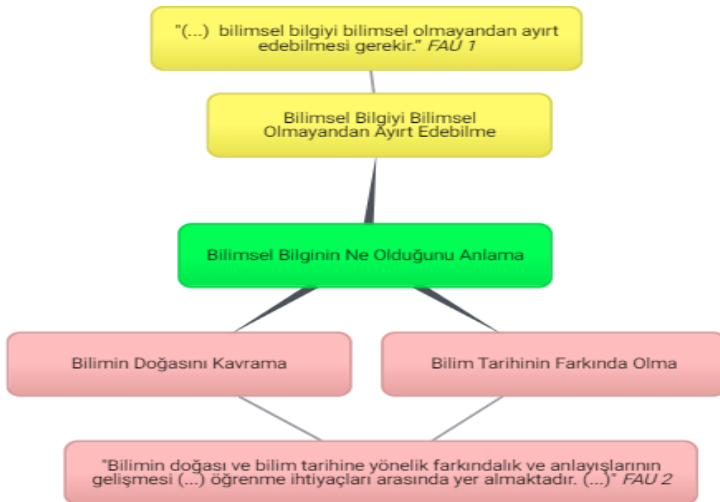 "(...) bilimsel bilgiyi bilimsel olmayandan ayırt
edebilmesi gerekir." FAU 1
Bilimsel Bilgiyi Bilimsel
Olmayandan Ayırt Edebilme
Bilimsel Bilginin Ne Olduğunu Anlama
Bilimin Doğasını Kavrama
Bilim Tarihinin Farkında Olma
"Bilimin doğası ve bilim tarihine yönelik farkındalık ve anlayışlarının
gelişmesi (...) öğrenme ihtiyaçları arasında yer almaktadır. (...)" FAU 2